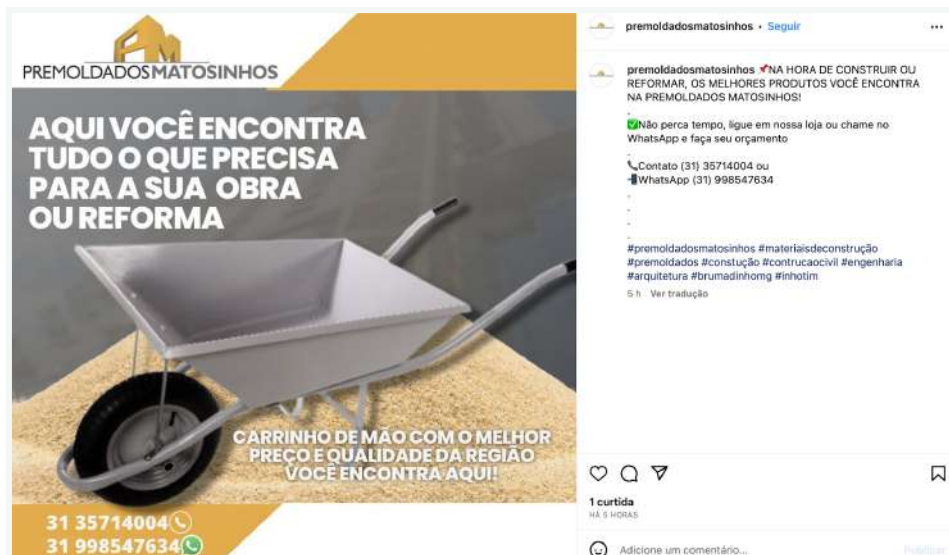 PREMOLDADOS MATOSINHOS
AQUI VOCÊ ENCONTRA
TUDO O QUE PRECISA
PARA A SUA OBRA
OU REFORMA
CARRINHO DE MÃO COM O MELHOR
PREÇO E QUALIDADE DA REGIÃO
VOCÊ ENCONTRA AQUI!
31 35714004
31 998547634
premoldadosmatosinhos • Seguir
premoldadosmatosinhos 📌NA HORA DE CONSTRUIR OU
REFORMAR, OS MELHORES PRODUTOS VOCÊ ENCONTRA
NA PREMOLDADOS MATOSINHOS!
.
✅Não perca tempo, ligue em nossa loja ou chame no
WhatsApp e faça seu orçamento
.
📞Contato (31) 35714004 ou
📲WhatsApp (31) 998547634
.
.
.
.
#premoldadosmatosinhos #materiaisdeconstrução
#premoldados #constução #contrucaocivil #engenharia
#arquitetura #brumadinhomg #inhotim
5 h Ver tradução
1 curtida
HÁ 5 HORAS
Adicione um comentário...
Publicar